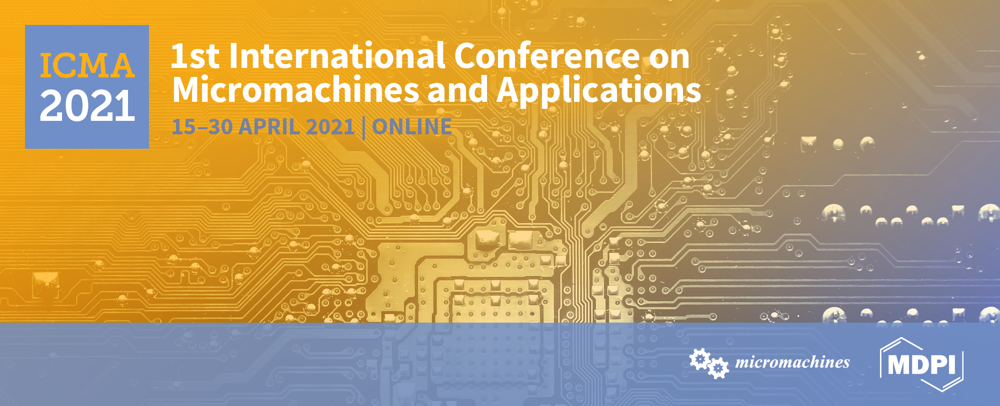 ICMA
2021
1st International Conference on
Micromachines and Applications
15–30 APRIL 2021 | ONLINE
micromachines
MDPI